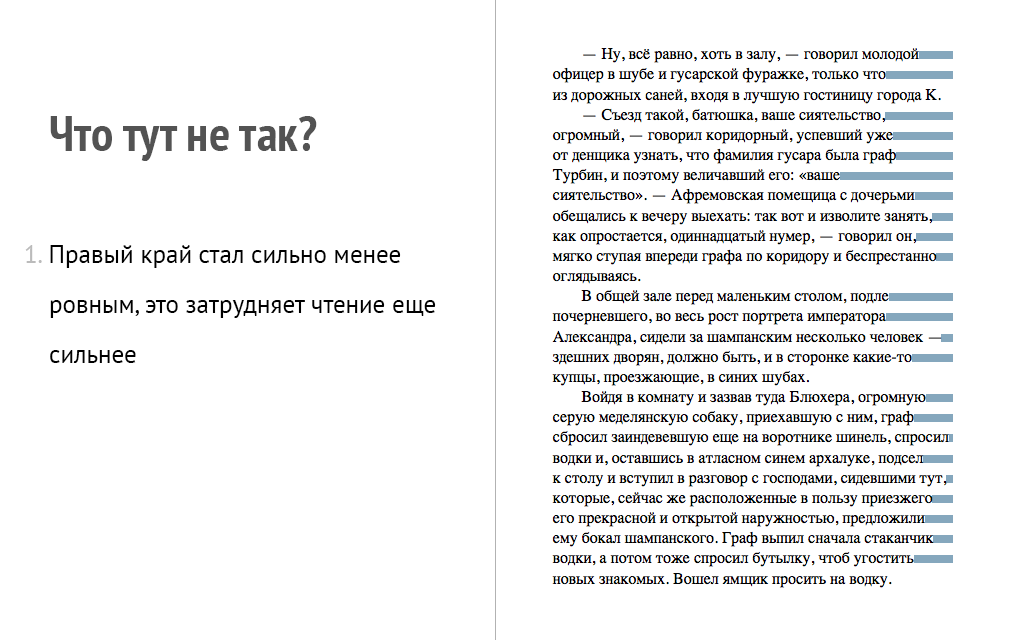 Что тут не так?
1. Правый край стал сильно менее
ровным, это затрудняет чтение еще
сильнее
— Ну, всё равно, хоть в залу, — говорил молодой
офицер в шубе и гусарской фуражке, только что
из дорожных саней, входя в лучшую гостиницу города К.
— Съезд такой, батюшка, ваше сиятельство,
огромный, — говорил коридорный, успевший уже
от денщика узнать, что фамилия гусара была граф
Турбин, и поэтому величавший его: «ваше
сиятельство». — Афремовская помещица с дочерьми
обещались к вечеру выехать: так вот и изволите занять,
как опростается, одиннадцатый нумер, — говорил он,
мягко ступая впереди графа по коридору и беспрестанно
оглядываясь.
В общей зале перед маленьким столом, подле
почерневшего, во весь рост портрета императора
Александра, сидели за шампанским несколько человек —
здешних дворян, должно быть, и в сторонке какие-то
купцы, проезжающие, в синих шубах.
Войдя в комнату и зазвав туда Блюхера, огромную
серую меделянскую собаку, приехавшую с ним, граф
сбросил заиндевевшую еще на воротнике шинель, спросил
водки и, оставшись в атласном синем архалуке, подсел
к столу и вступил в разговор с господами, сидевшими тут,
которые, сейчас же расположенные в пользу приезжего
его прекрасной и открытой наружностью, предложили
ему бокал шампанского. Граф выпил сначала стаканчик
водки, а потом тоже спросил бутылку, чтоб угостить
новых знакомых. Вошел ямщик просить на водку.